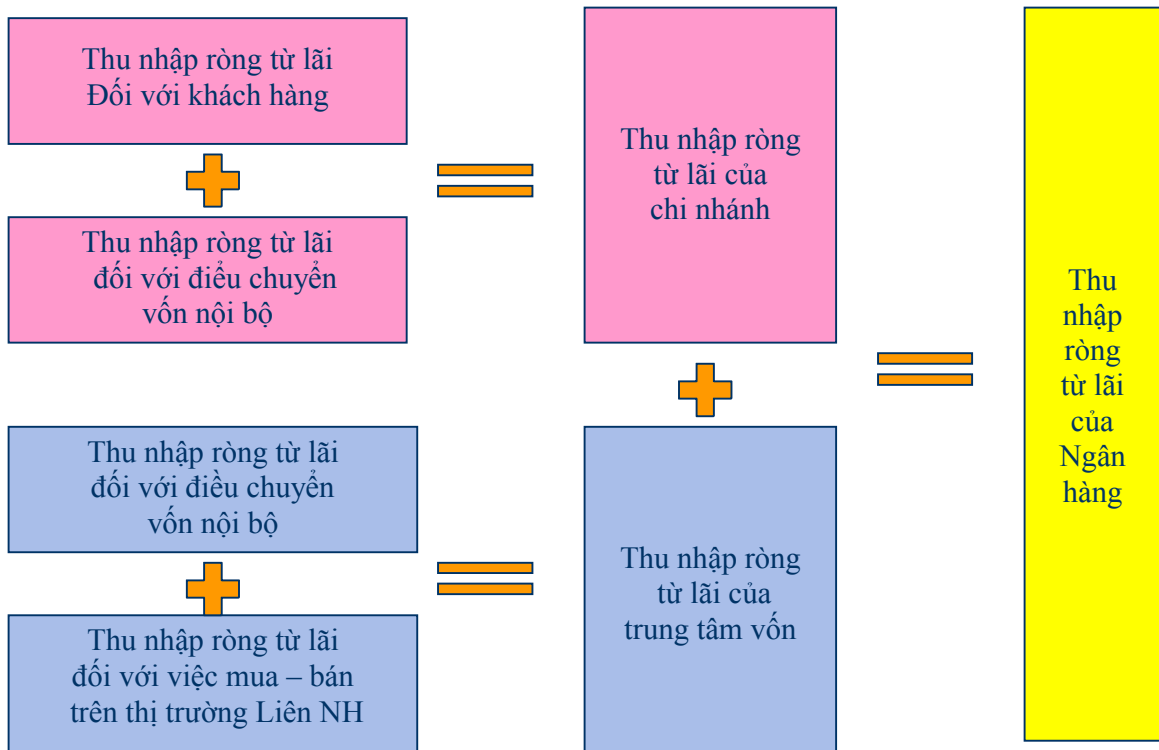 Thu nhập ròng từ lãi
Đối với khách hàng
Thu nhập ròng từ lãi
đối với điều chuyển
vốn nội bộ
Thu nhập ròng
từ lãi của
chi nhánh
Thu nhập ròng từ lãi
đối với điều chuyển
vốn nội bộ
Thu nhập ròng từ lãi
đối với việc mua – bán
trên thị trường Liên NH
Thu nhập ròng
từ lãi của
trung tâm vốn
Thu
nhập
ròng
từ lãi
của
Ngân
hàng